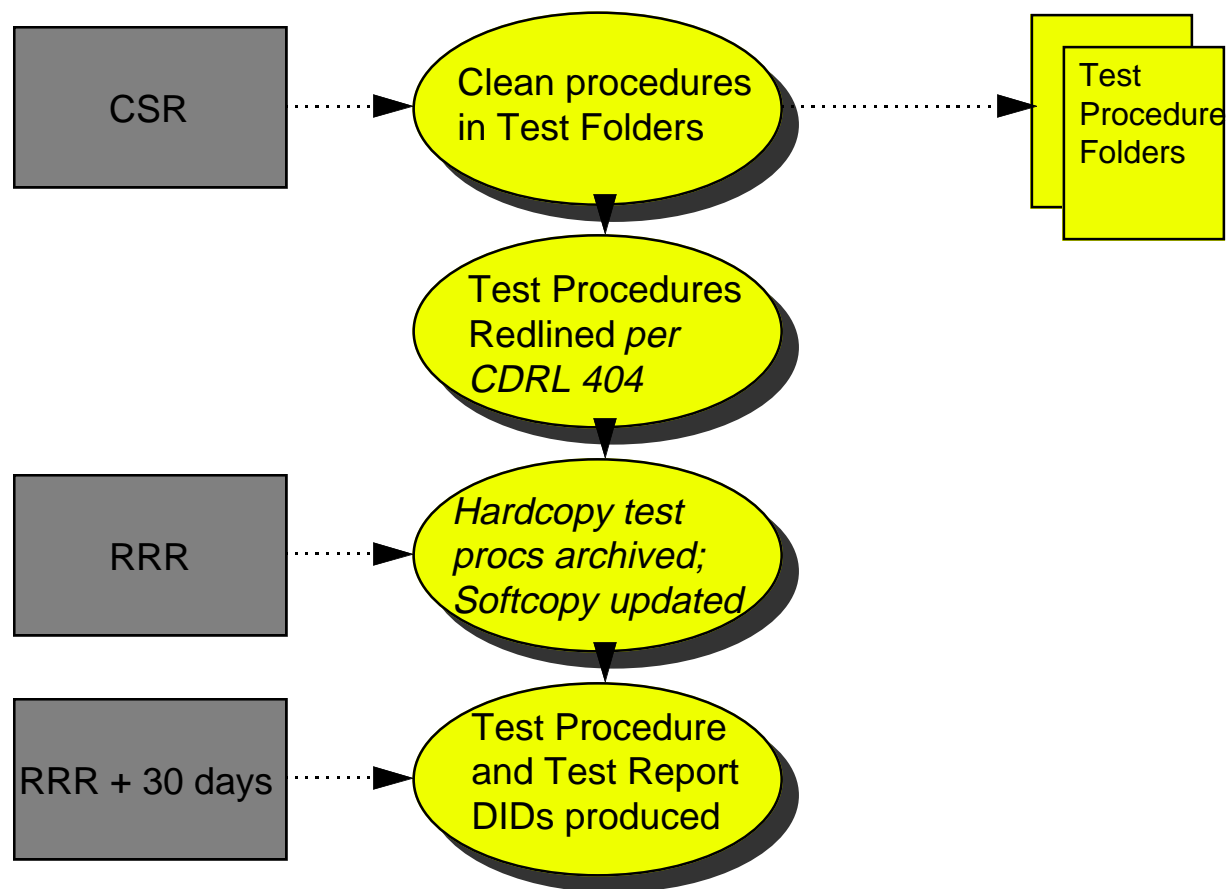 CSR
Clean procedures
in Test Folders
Test
Procedure
Folders
Test Procedures
Redlined per
CDRL 404
RRR
Hardcopy test
procs archived;
Softcopy updated
RRR + 30 days
Test Procedure
and Test Report
DIDs produced